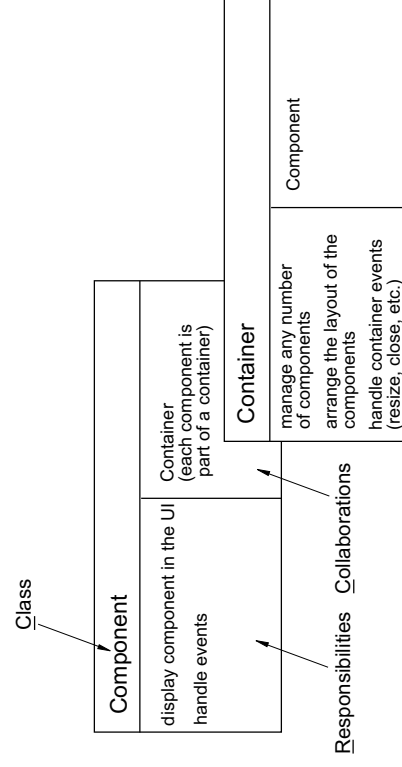 Class
Component
display component in the UI
handle events
Container
(each component is
part of a container)
Responsibilities
Collaborations
Container
manage any number
of components
arrange the layout of the
components
handle container events
(resize, close, etc.)
Component